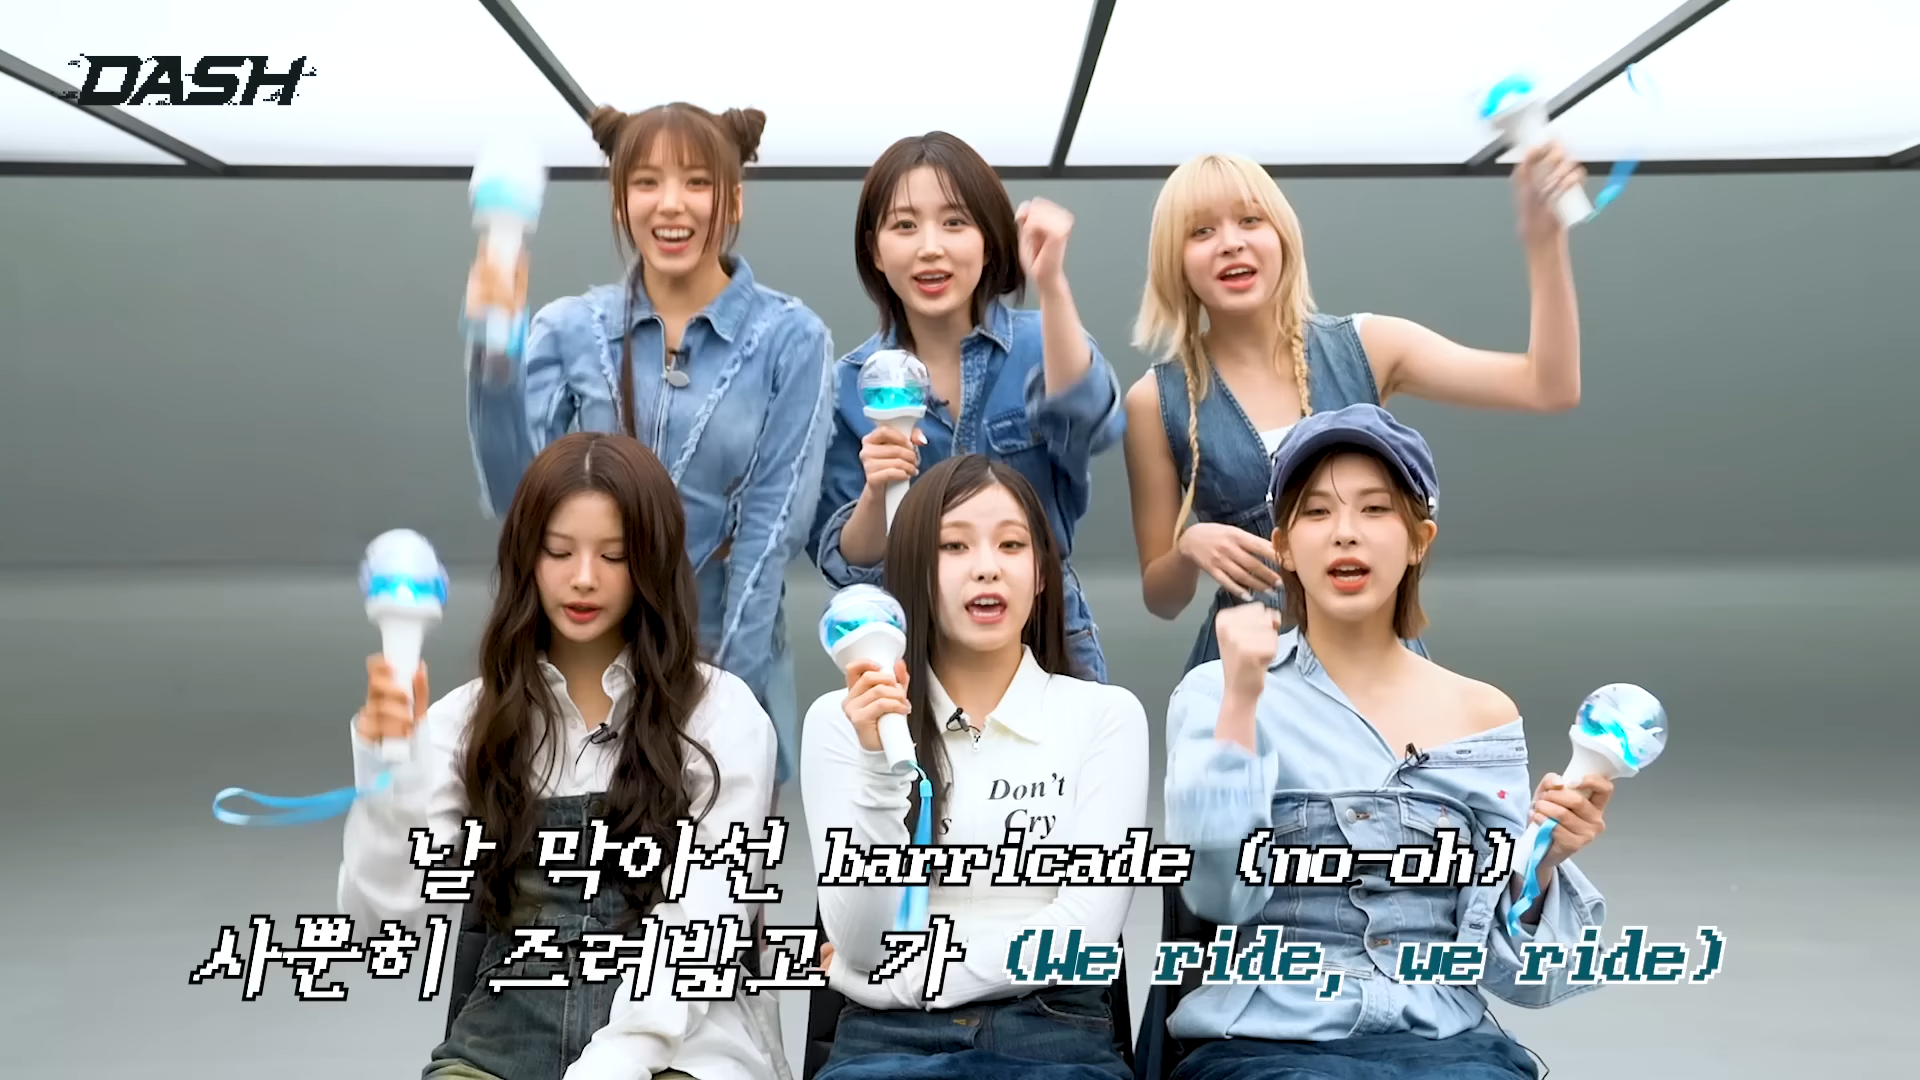 DASH
Don't
Cry
날 막아선 barricade (no-oh)
사뿐히 즈려밟고 가 (We ride, we ride)